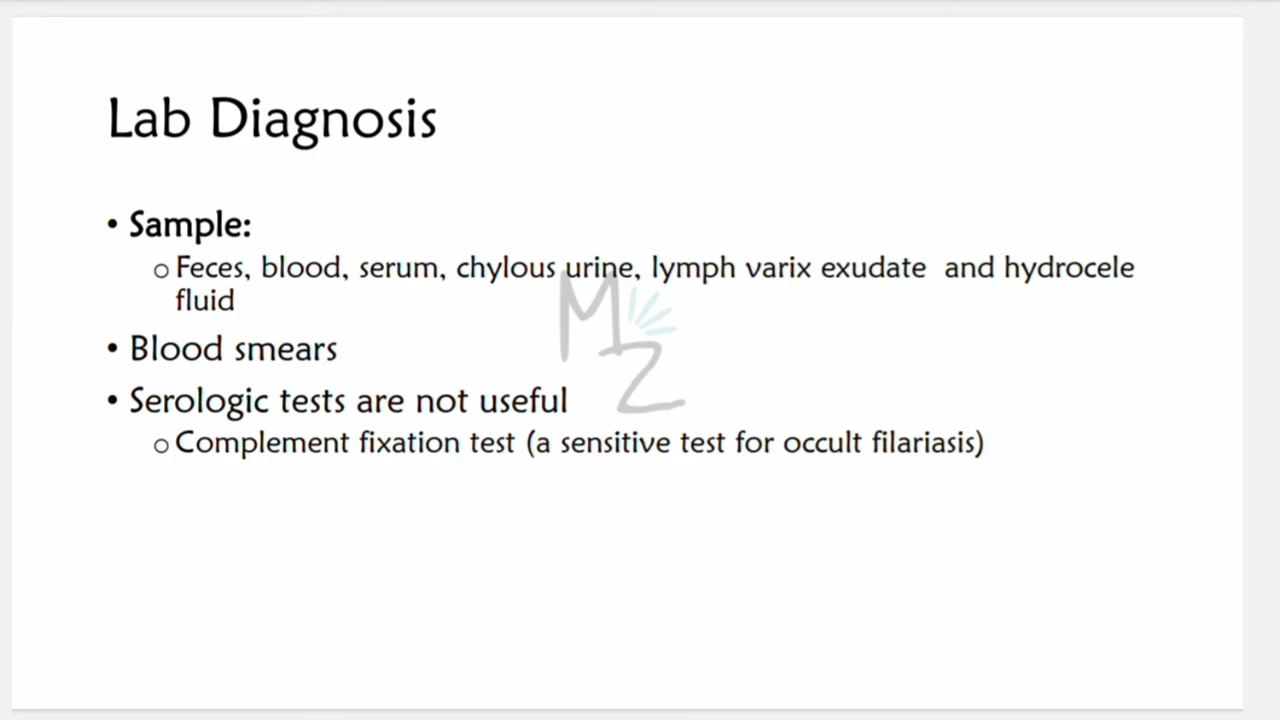 Lab Diagnosis
• Sample:
o Feces, blood, serum, chylous urine, lymph varix exudate and hydrocele
fluid
• Blood smears
• Serologic tests are not useful
o Complement fixation test (a sensitive test for occult filariasis)
MZ